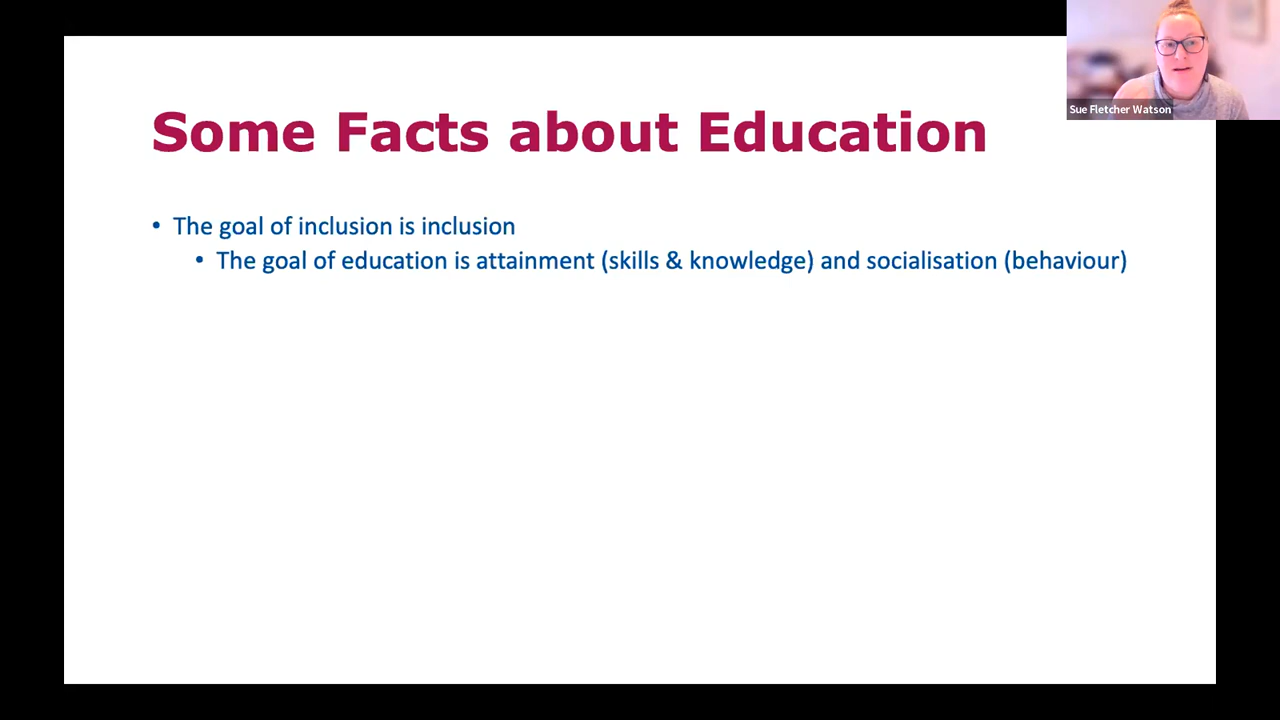 Some Facts about Education
• The goal of inclusion is inclusion
• The goal of education is attainment (skills & knowledge) and socialisation (behaviour)
Sue Fletcher Watson